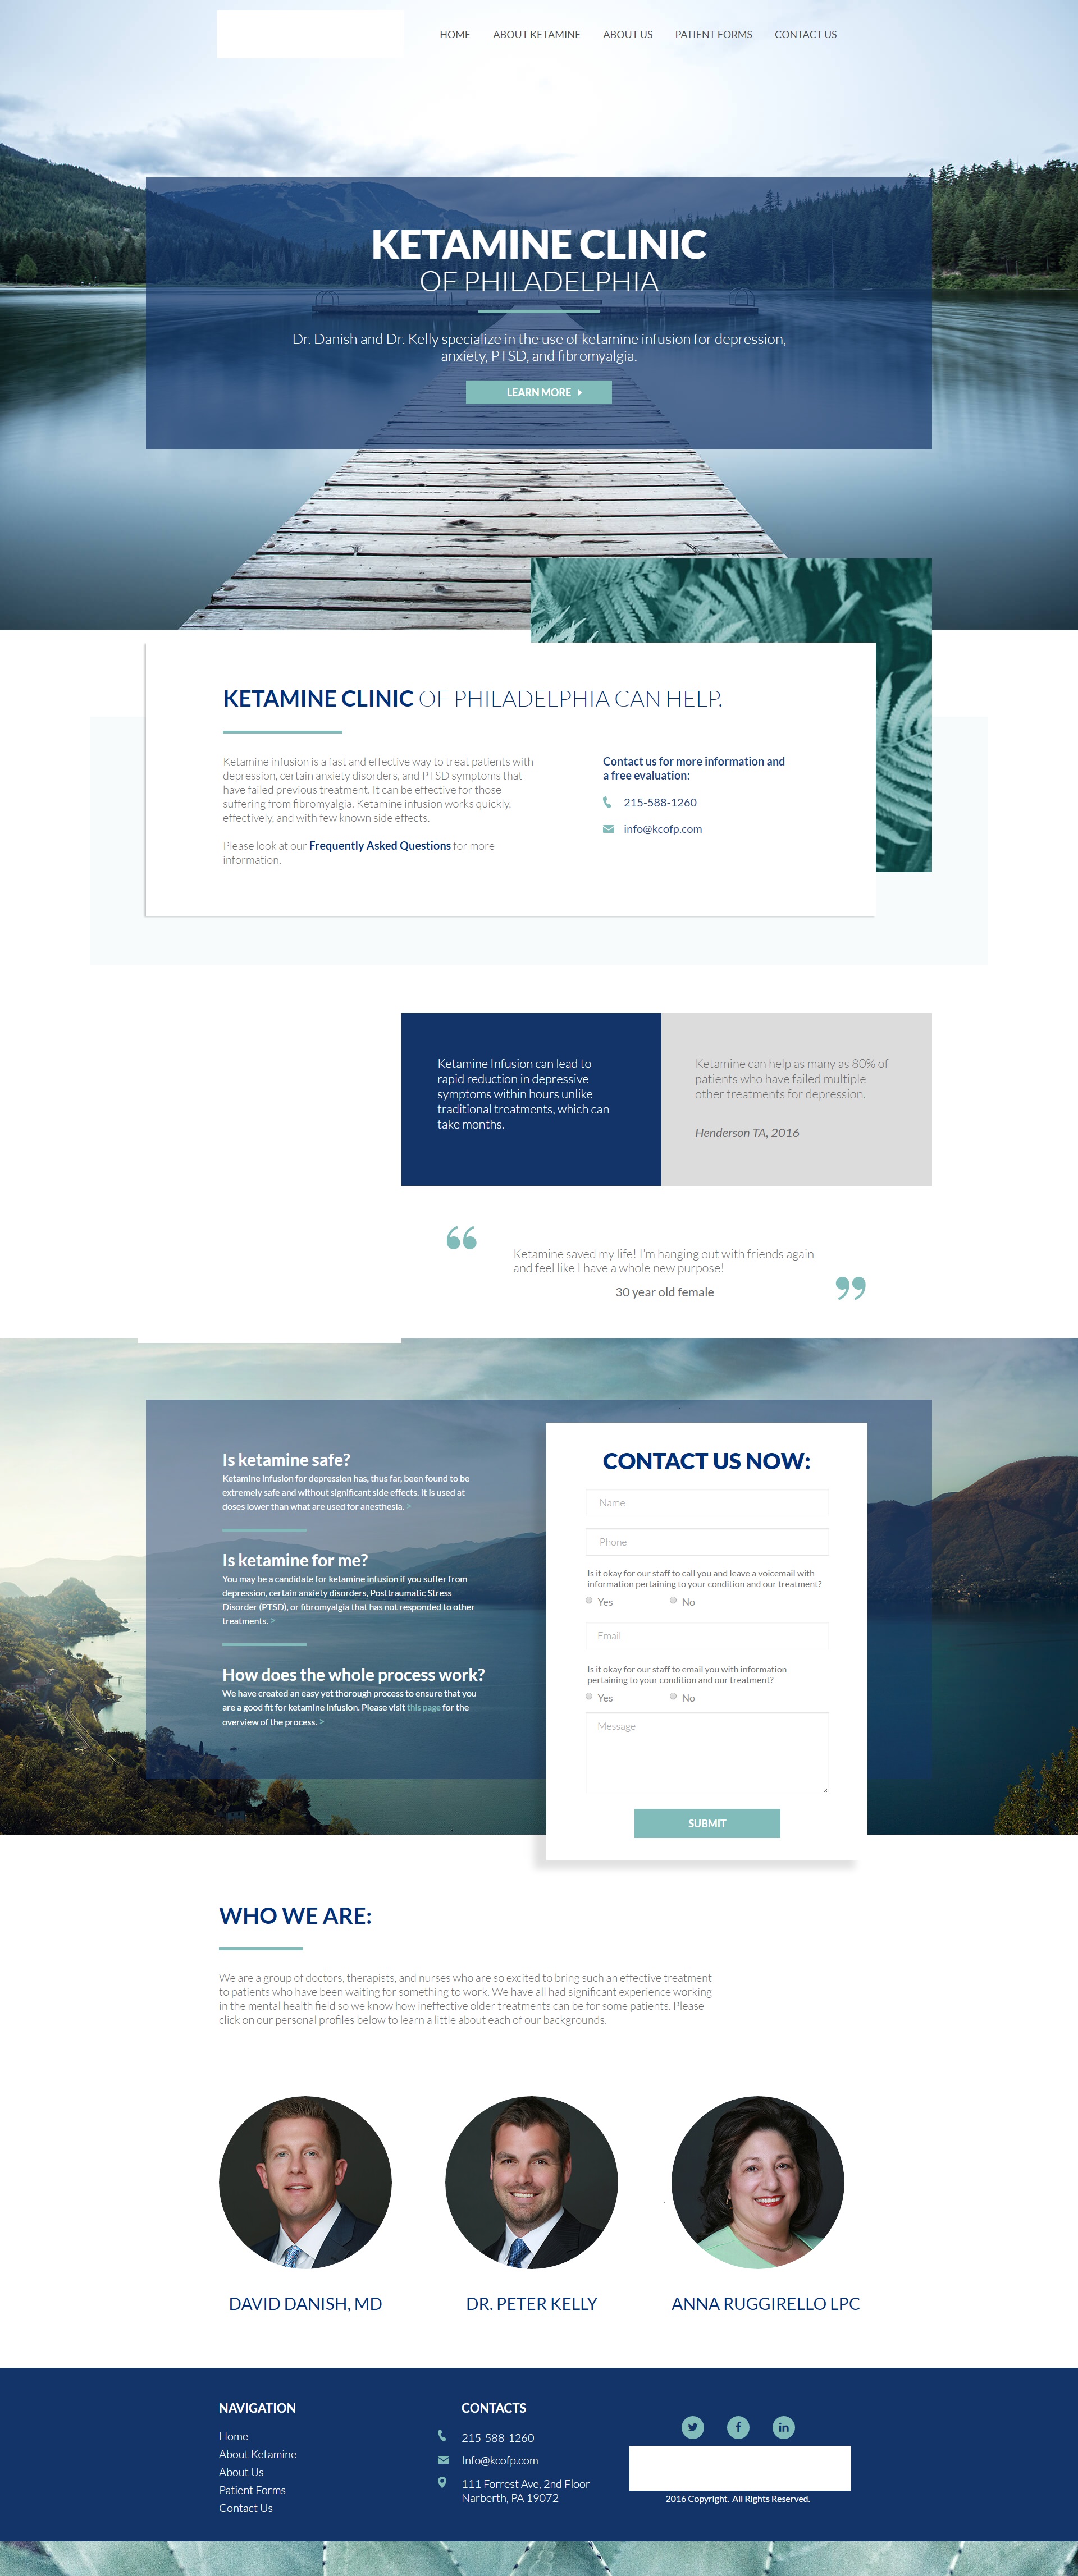 HOME ABOUT KETAMINE ABOUT US PATIENT FORMS CONTACT US
KETAMINE CLINIC
OF PHILADELPHIA
Dr. Danish and Dr. Kelly specialize in the use of ketamine infusion for depression,
anxiety, PTSD, and fibromyalgia.
LEARN MORE
KETAMINE CLINIC OF PHILADELPHIA CAN HELP.
Ketamine infusion is a fast and effective way to treat patients with
depression, certain anxiety disorders, and PTSD symptoms that
have failed previous treatment. It can be effective for those
suffering from fibromyalgia. Ketamine infusion works quickly,
effectively, and with few known side effects.
Please look at our Frequently Asked Questions for more
information.
Contact us for more information and
a free evaluation:
215-588-1260
info@kcofp.com
Ketamine Infusion can lead to
rapid reduction in depressive
symptoms within hours unlike
traditional treatments, which can
take months.
Ketamine can help as many as 80% of
patients who have failed multiple
other treatments for depression.
Henderson TA, 2016
“
Ketamine saved my life! I'm hanging out with friends again
and feel like I have a whole new purpose!
”
30 year old female
Is ketamine safe?
Ketamine infusion for depression has, thus far, been found to be
extremely safe and without significant side effects. It is used at
doses lower than what are used for anesthesia. >
Is ketamine for me?
You may be a candidate for ketamine infusion if you suffer from
depression, certain anxiety disorders, Posttraumatic Stress
Disorder (PTSD), or fibromyalgia that has not responded to other
treatments. >
How does the whole process work?
We have created an easy yet thorough process to ensure that you
are a good fit for ketamine infusion. Please visit this page for the
overview of the process. >
CONTACT US NOW:
Name
Phone
Is it okay for our staff to call you and leave a voicemail with
information pertaining to your condition and our treatment?
Yes No
Email
Is it okay for our staff to email you with information
pertaining to your condition and our treatment?
Yes No
Message
SUBMIT
WHO WE ARE:
We are a group of doctors, therapists, and nurses who are so excited to bring such an effective treatment
to patients who have been waiting for something to work. We have all had significant experience working
in the mental health field so we know how ineffective older treatments can be for some patients. Please
click on our personal profiles below to learn a little about each of our backgrounds.
DAVID DANISH, MD
DR. PETER KELLY
ANNA RUGGIRELLO LPC
NAVIGATION
Home
About Ketamine
About Us
Patient Forms
Contact Us
CONTACTS
215-588-1260
Info@kcofp.com
111 Forrest Ave, 2nd Floor
Narberth, PA 19072
2016 Copyright. All Rights Reserved.